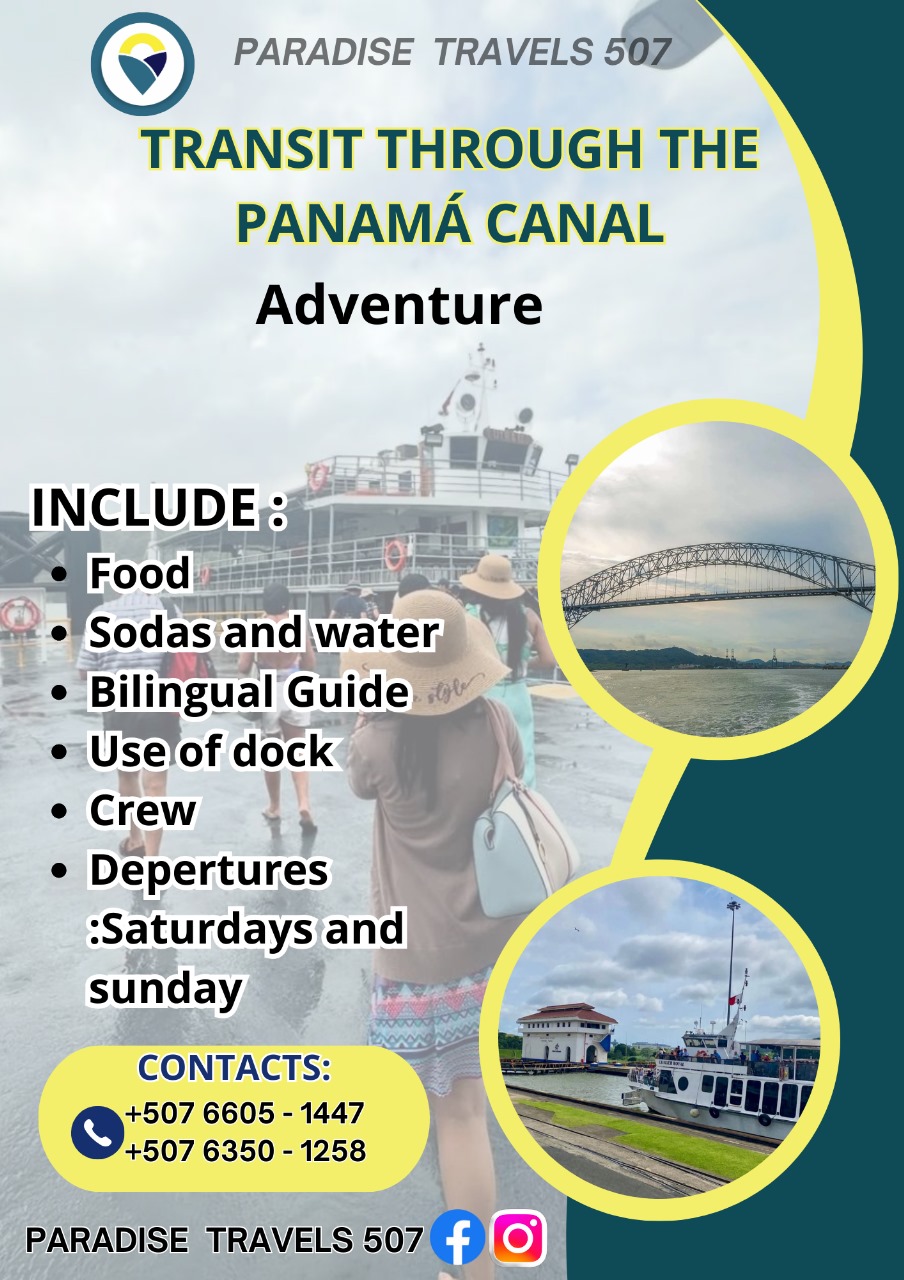 PARADISE TRAVELS 507
TRANSIT THROUGH THE
PANAMÁ CANAL
Adventure
INCLUDE :
• Food
• Sodas and water
style
• Bilingual Guide
• Use of dock
• Crew
• Depertures
:Saturdays and
sunday
CONTACTS:
+507 6605 - 1447
+507 6350 - 1258
PARADISE TRAVELS 507